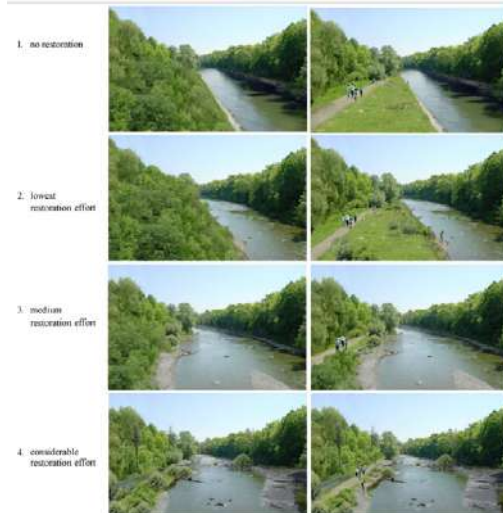 1. no restoration
2. lowest
restoration effort
3. medium
restoration effort
4. considerable
restoration effort